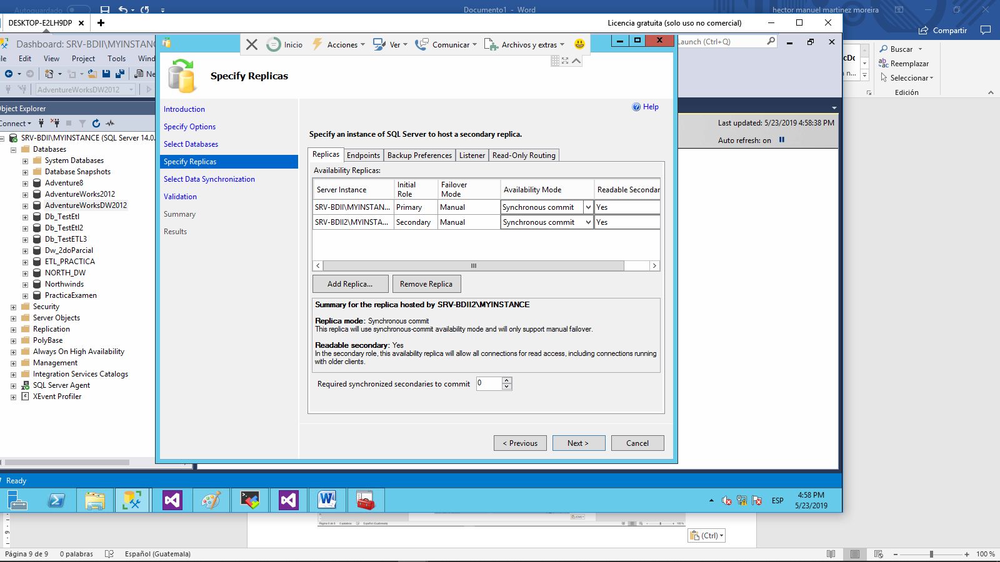 Autoguardado
Documento1 - Word
hector manuel martinez moreira
DESKTOP-E2LH9DP
Licencia gratuita (solo uso no comercial)
Compartir
Dashboard: SRV-BDII\MYINSTANC
Inicio
Acciones
Ver
Comunicar
Archivos y extras
Launch (Ctrl+Q)
Buscar
Reemplazar
Seleccionar
Edición
Edit
View
Project
Tools
Wind
Ne
AdventureWorksDW2012
Specify Replicas
Object Explorer
Connect
SRV-BDII\MYINSTANCE (SQL Server 14.0.
Databases
System Databases
Database Snapshots
Adventure8
AdventureWorks2012
AdventureWorksDW2012
Db_TestEtl
Db_TestEtl2
Db_TestETL3
Dw_2doParcial
ETL_PRACTICA
NORTH_DW
Northwinds
PracticaExamen
Security
Server Objects
Replication
PolyBase
Always On High Availability
Management
Integration Services Catalogs
SQL Server Agent
XEvent Profiler
Introduction
Specify Options
Select Databases
Specify Replicas
Select Data Synchronization
Validation
Summary
Results
Help
Specify an instance of SQL Server to host a secondary replica.
Replicas
Endpoints
Backup Preferences
Listener
Read-Only Routing
Availability Replicas:
Server Instance
Initial Role
Failover Mode
Availability Mode
Readable Secondar
SRV-BDII\MYINSTAN... Primary Manual Synchronous commit Yes
SRV-BDII2\MYINSTA... Secondary Manual Synchronous commit Yes
Add Replica...
Remove Replica
Summary for the replica hosted by SRV-BDII2\MYINSTANCE
Replica mode: Synchronous commit
This replica will use synchronous-commit availability mode and will only support manual failover.
Readable secondary: Yes
In the secondary role, this availability replica will allow all connections for read access, including connections running
with older clients.
Required synchronized secondaries to commit 0
< Previous
Next >
Cancel
Last updated: 5/23/2019 4:58:38 PM
Auto refresh: on
Ready
ESP
4:58 PM
5/23/2019
(Ctrl)
Página 9 de 9
0 palabras
Español (Guatemala)
100 %